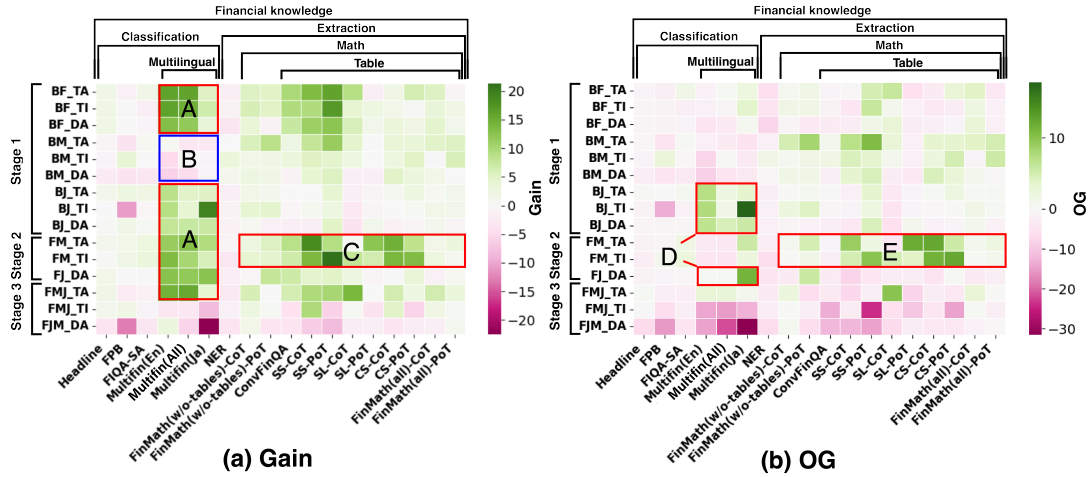 Financial knowledge
Classification
Extraction
Math
Multilingual
Table
Stage 1
Stage 2
Stage 3
BF_TA
BF_TI
BF_DA
BM_TA
BM_TI
BM_DA
BJ_TA
BJ_TI
BJ_DA
FM_TA
FM_TI
FJ_DA
FMJ_TA
FMJ_TI
FJM_DA
A
B
A
C
20
15
10
5
0
−5
−10
−15
−20
Gain
Headline
FPB
FIQA-SA
Multifin(En)
Multifin(All)
Multifin(Ja)
NER
FinMath(w/o-tables)-CoT
FinMath(w/o-tables)-PoT
ConvFinQA
SS-CoT
SS-PoT
SL-CoT
SL-PoT
CS-CoT
CS-PoT
FinMath(all)-CoT
FinMath(all)-PoT
(a) Gain
Financial knowledge
Classification
Extraction
Math
Multilingual
Table
Stage 1
Stage 2
Stage 3
BF_TA
BF_TI
BF_DA
BM_TA
BM_TI
BM_DA
BJ_TA
BJ_TI
BJ_DA
FM_TA
FM_TI
FJ_DA
FMJ_TA
FMJ_TI
FJM_DA
D
E
10
0
−10
−20
−30
OG
Headline
FPB
FIQA-SA
Multifin(En)
Multifin(All)
Multifin(Ja)
NER
FinMath(w/o-tables)-CoT
FinMath(w/o-tables)-PoT
ConvFinQA
SS-CoT
SS-PoT
SL-CoT
SL-PoT
CS-CoT
CS-PoT
FinMath(all)-CoT
FinMath(all)-PoT
(b) OG